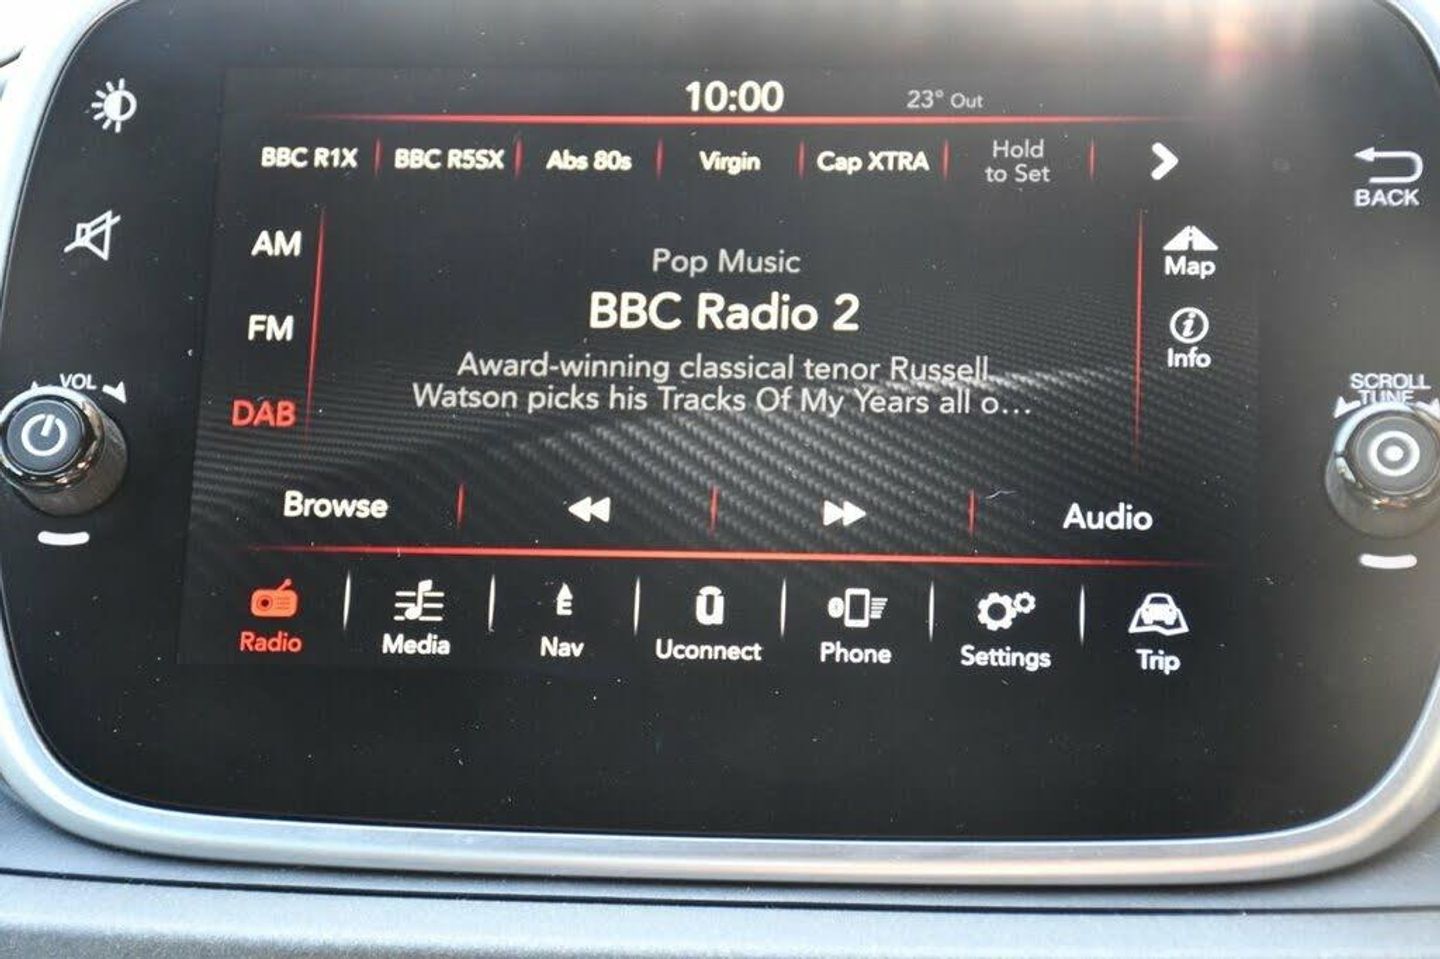 10:00
23° Out
BBC R1X
BBC R5SX
Abs 80s
Virgin
Cap XTRA
Hold
to Set
BACK
AM
FM
DAB
Pop Music
BBC Radio 2
Award-winning classical tenor Russell
Watson picks his Tracks Of My Years all o...
Map
Info
VOL
SCROLL
TUNE
Browse
Audio
Radio
Media
E
Nav
Uconnect
Phone
Settings
Trip